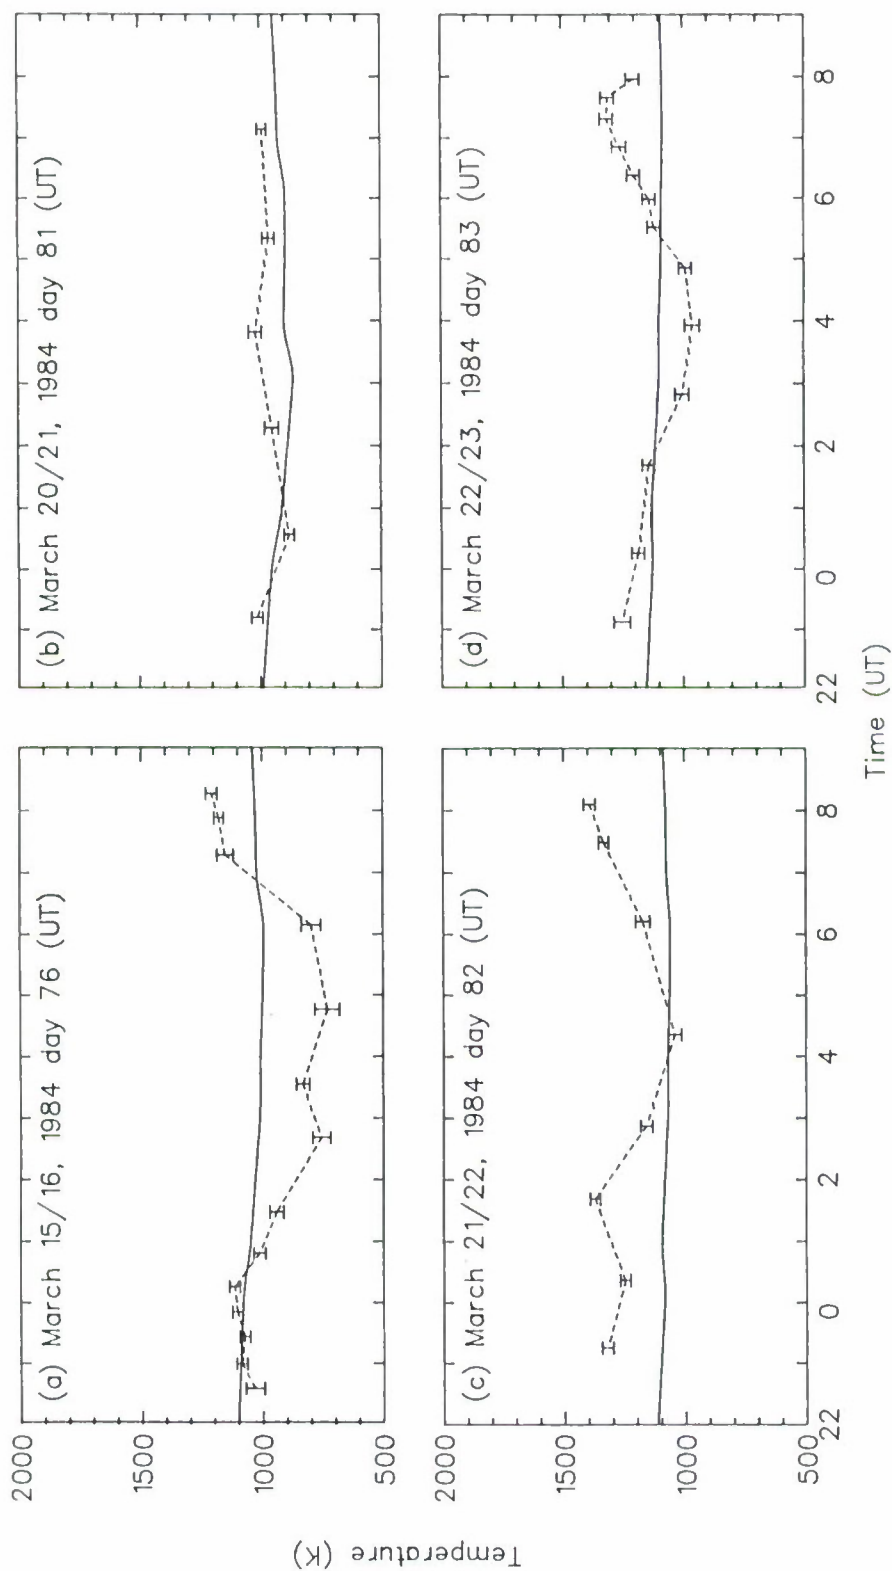 (a) March 15/16, 1984 day 76 (UT)
(b) March 20/21, 1984 day 81 (UT)
2000
1500
1000
500
(c) March 21/22, 1984 day 82 (UT)
(d) March 22/23, 1984 day 83 (UT)
2000
1500
1000
500
22 0 2 4 6 8
22 0 2 4 6 8
Temperature (K)
Time (UT)